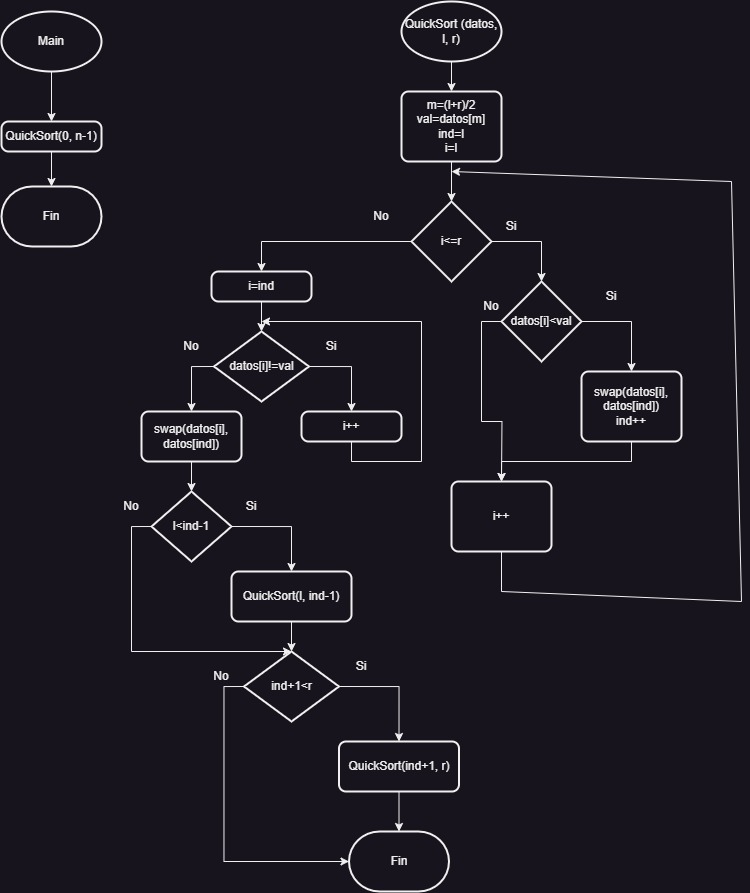 Main
QuickSort(0, n-1)
Fin
QuickSort (datos,
l, r)
m=(l+r)/2
val=datos[m]
ind=l
i=l
i<=r
No
Si
i=ind
datos[i]!=val
No
Si
i++
swap(datos[i],
datos[ind])
l<ind-1
No
Si
QuickSort(l, ind-1)
ind+1<r
No
Si
QuickSort(ind+1, r)
Fin
datos[i]<val
No
Si
swap(datos[i],
datos[ind])
ind++
i++